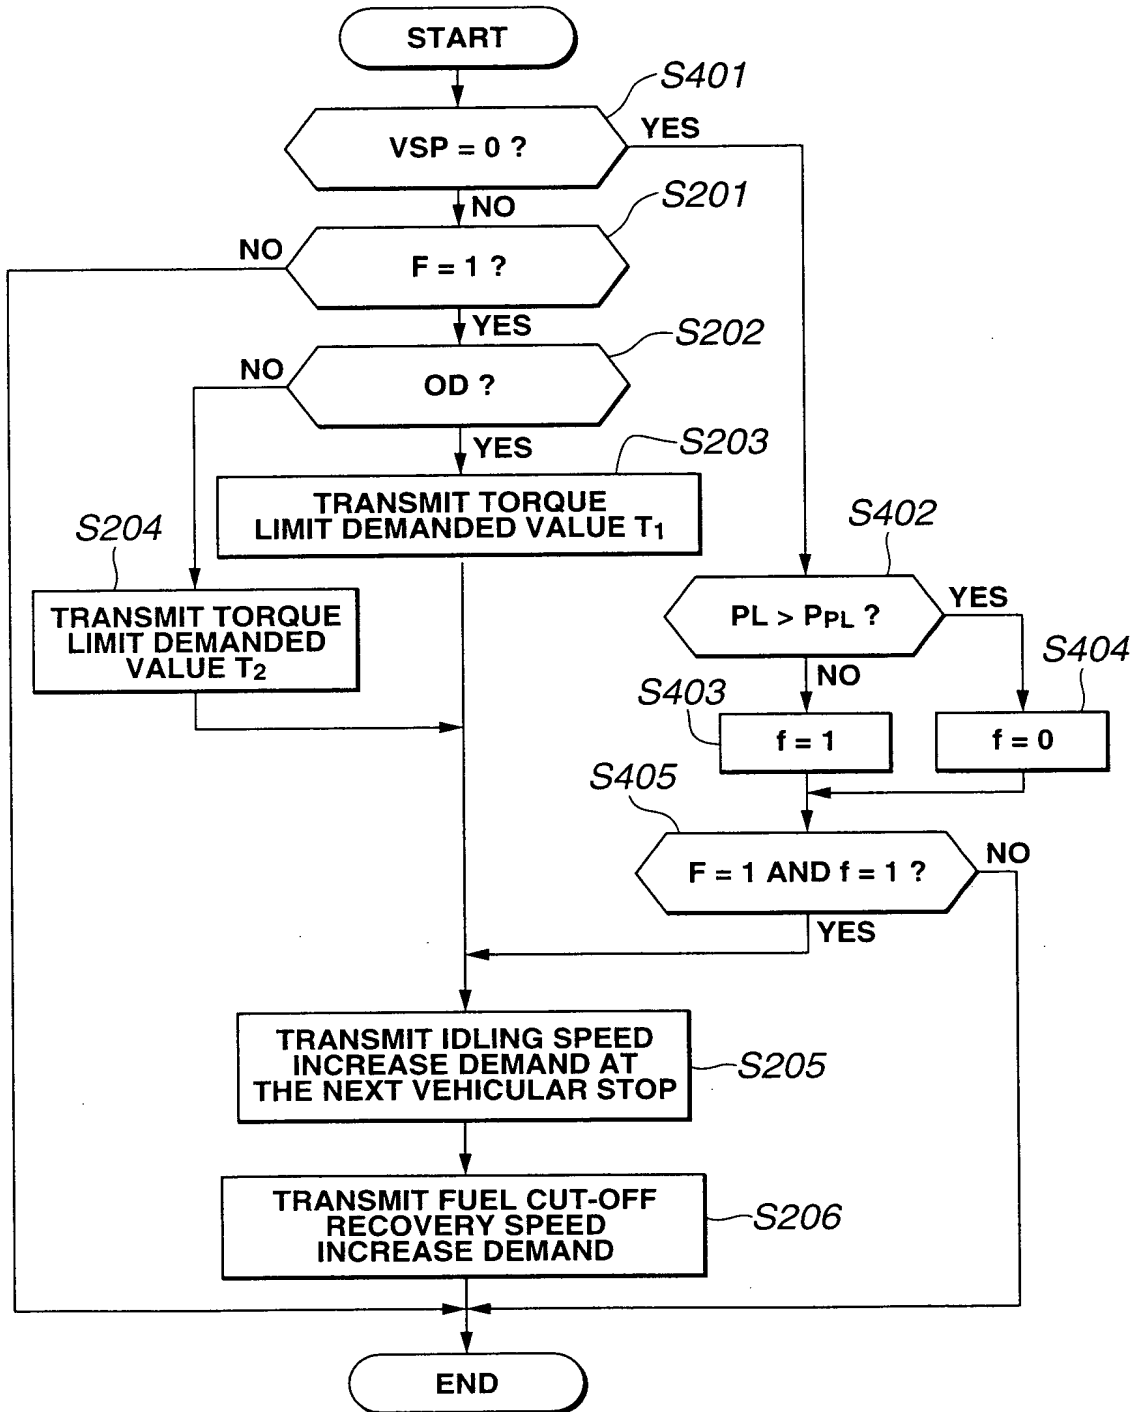 START
S401
VSP = 0 ?
YES
NO
S201
NO
F = 1 ?
YES
S202
NO
OD ?
YES
S203
TRANSMIT TORQUE
LIMIT DEMANDED VALUE T1
S204
TRANSMIT TORQUE
LIMIT DEMANDED
VALUE T2
S402
PL > PPL ?
YES
NO
S404
S403
f = 1
f = 0
S405
F = 1 AND f = 1 ?
NO
YES
TRANSMIT IDLING SPEED
INCREASE DEMAND AT
THE NEXT VEHICULAR STOP
S205
TRANSMIT FUEL CUT-OFF
RECOVERY SPEED
INCREASE DEMAND
S206
END